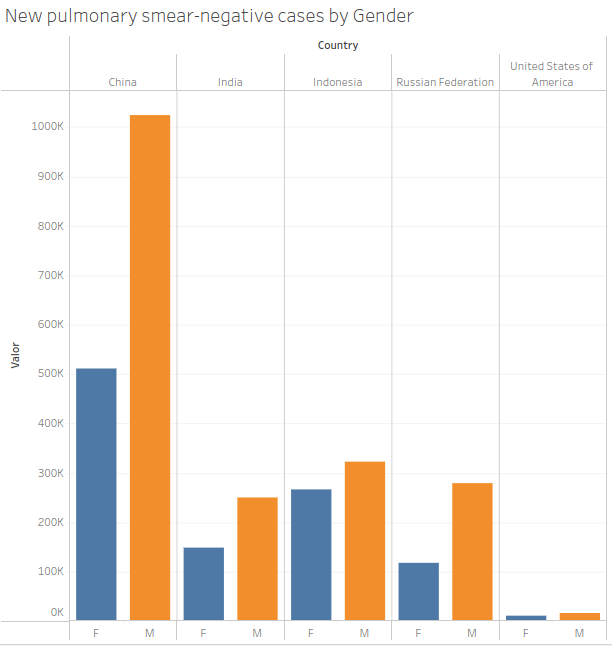 New pulmonary smear-negative cases by Gender
Country
China
India
Indonesia
Russian Federation
United States of
America
Valor
1000K
900K
800K
700K
600K
500K
400K
300K
200K
100K
0K
F
M
F
M
F
M
F
M
F
M